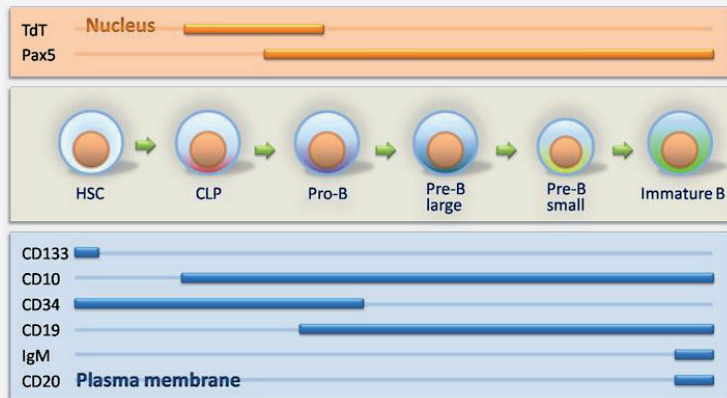 TdT Nucleus
Pax5
HSC CLP Pro-B Pre-B large Pre-B small Immature B
CD133
CD10
CD34
CD19
IgM
CD20 Plasma membrane